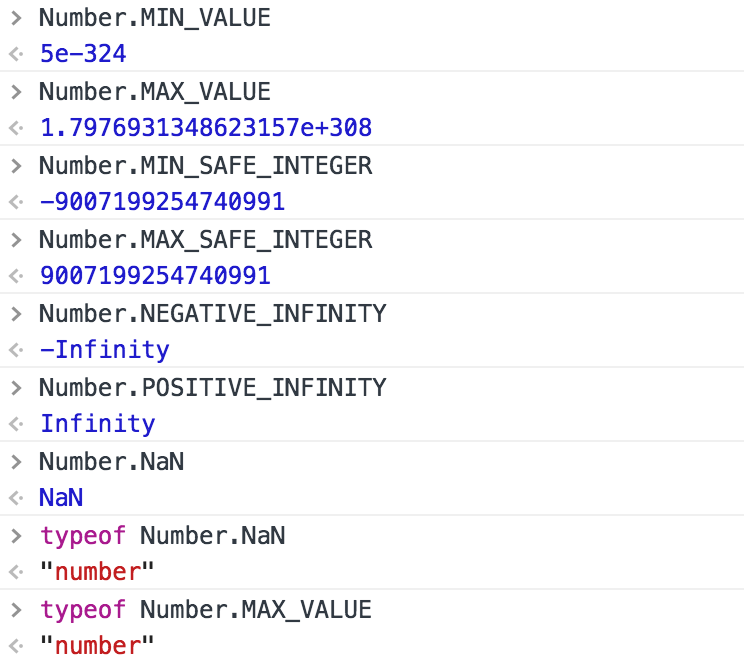 > Number.MIN_VALUE
<· 5e-324
> Number.MAX_VALUE
<· 1.7976931348623157e+308
> Number.MIN_SAFE_INTEGER
<· -9007199254740991
> Number.MAX_SAFE_INTEGER
<· 9007199254740991
> Number.NEGATIVE_INFINITY
<· -Infinity
> Number.POSITIVE_INFINITY
<· Infinity
> Number.NaN
<· NaN
> typeof Number.NaN
<· "number"
> typeof Number.MAX_VALUE
<· "number"